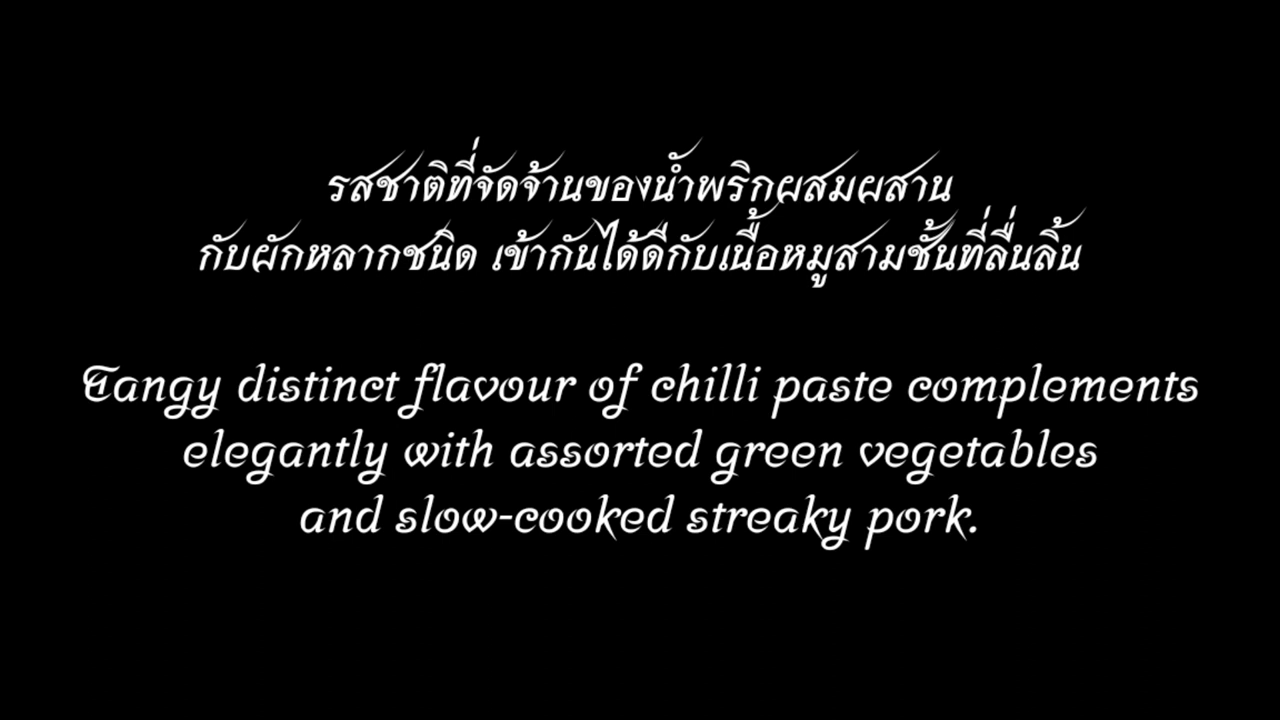 รสชาติที่จัดจ้านของน้ำพริกผสมผสาน
กับผักหลากชนิด เข้ากันได้ดีกับเนื้อหมูสามชั้นที่ลื่นลิ้น
Tangy distinct flavour of chilli paste complements
elegantly with assorted green vegetables
and slow-cooked streaky pork.